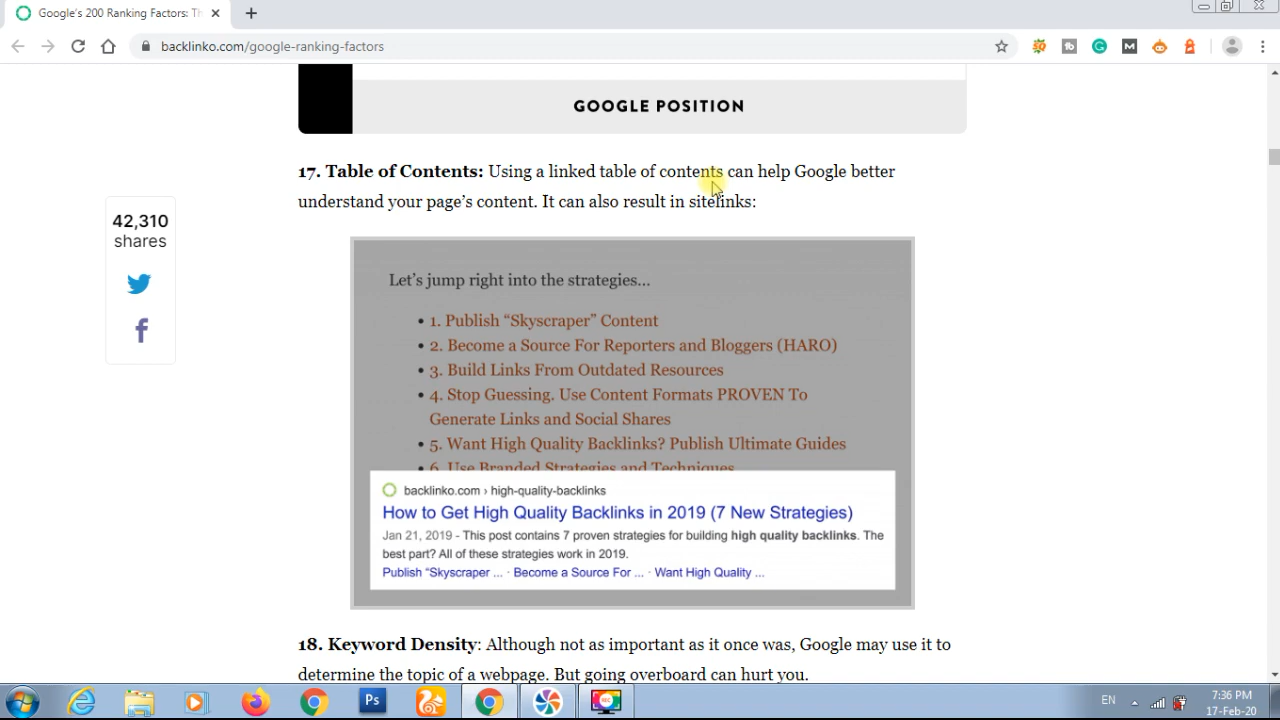 Google's 200 Ranking Factors: Th
backlinko.com/google-ranking-factors
GOOGLE POSITION
17. Table of Contents: Using a linked table of contents can help Google better
understand your page's content. It can also result in sitelinks:
42,310
shares
Let's jump right into the strategies...
• 1. Publish “Skyscraper” Content
• 2. Become a Source For Reporters and Bloggers (HARO)
• 3. Build Links From Outdated Resources
• 4. Stop Guessing. Use Content Formats PROVEN To
Generate Links and Social Shares
• 5. Want High Quality Backlinks? Publish Ultimate Guides
• 6. Use Branded Strategies and Techniques
backlinko.com › high-quality-backlinks
How to Get High Quality Backlinks in 2019 (7 New Strategies)
Jan 21, 2019 - This post contains 7 proven strategies for building high quality backlinks. The
best part? All of these strategies work in 2019.
Publish “Skyscraper ... · Become a Source For ... · Want High Quality ...
18. Keyword Density: Although not as important as it once was, Google may use it to
determine the topic of a webpage. But going overboard can hurt you.
Ps
EN
7:36 PM
17-Feb-20